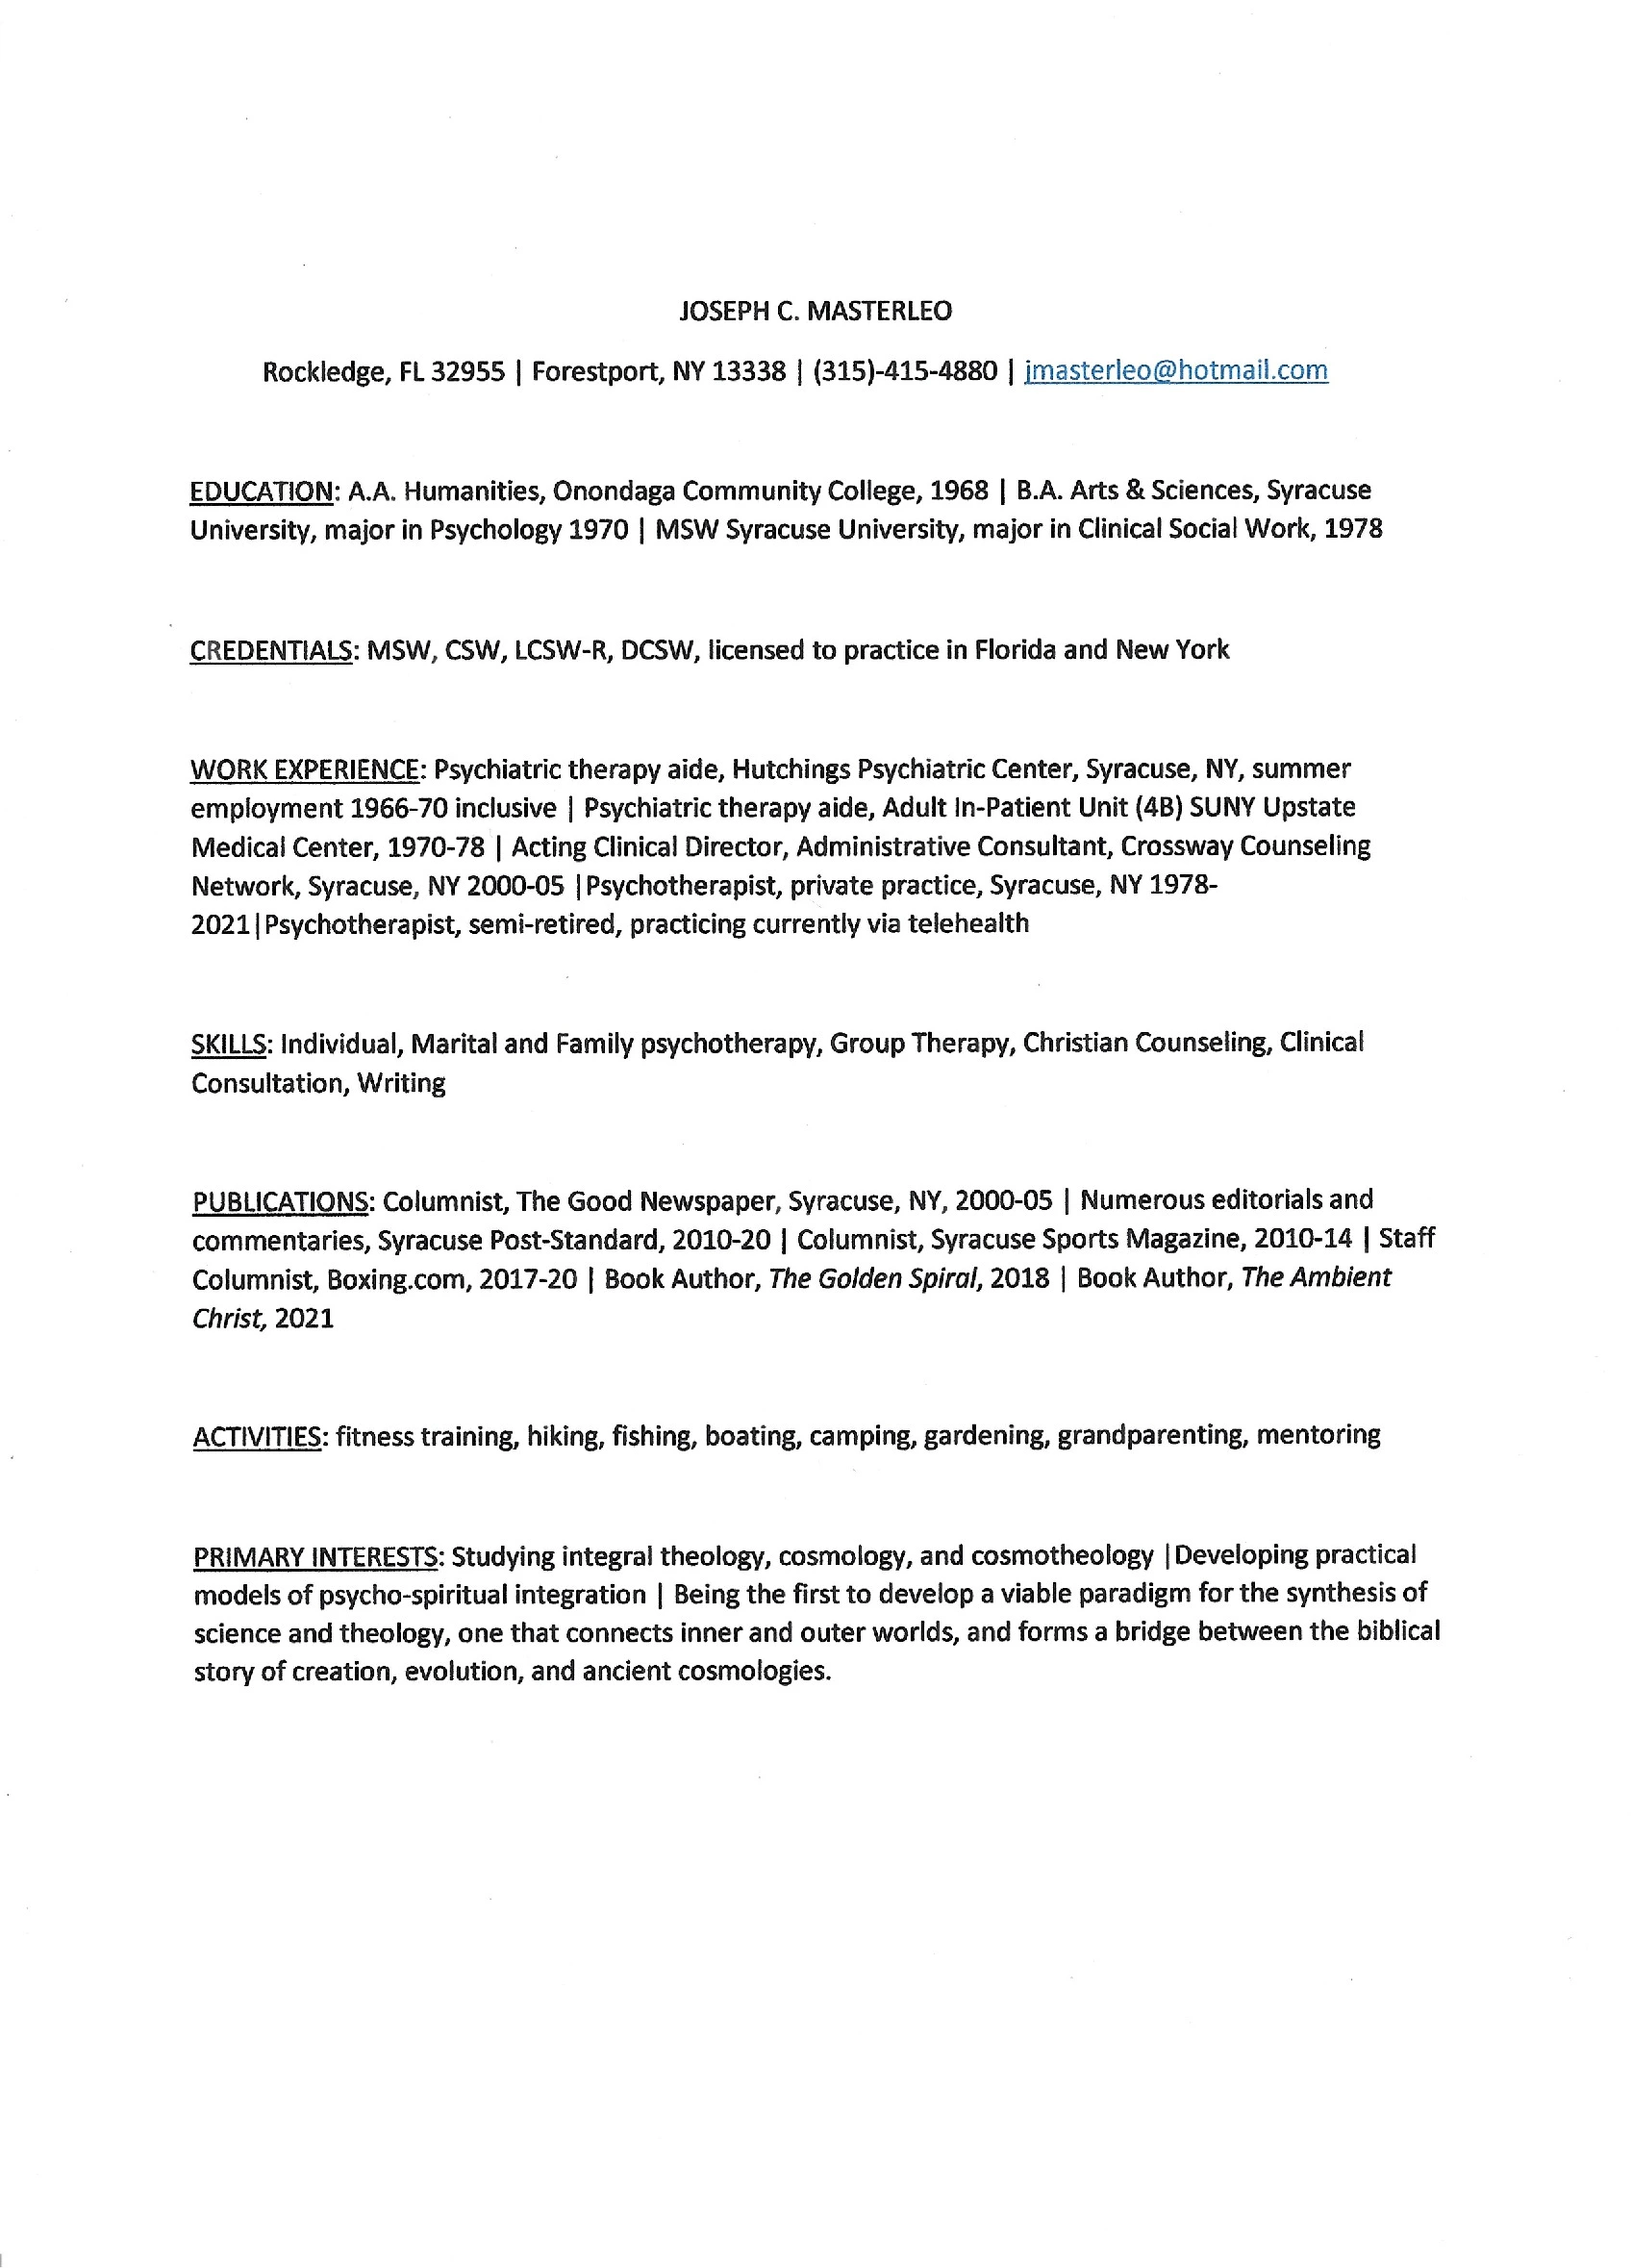 JOSEPH C. MASTERLEO
Rockledge, FL 32955 | Forestport, NY 13338 | (315)-415-4880 | jmasterleo@hotmail.com
EDUCATION: A.A. Humanities, Onondaga Community College, 1968 | B.A. Arts & Sciences, Syracuse
University, major in Psychology 1970 | MSW Syracuse University, major in Clinical Social Work, 1978
CREDENTIALS: MSW, CSW, LCSW-R, DCSW, licensed to practice in Florida and New York
WORK EXPERIENCE: Psychiatric therapy aide, Hutchings Psychiatric Center, Syracuse, NY, summer
employment 1966-70 inclusive | Psychiatric therapy aide, Adult In-Patient Unit (4B) SUNY Upstate
Medical Center, 1970-78 | Acting Clinical Director, Administrative Consultant, Crossway Counseling
Network, Syracuse, NY 2000-05 |Psychotherapist, private practice, Syracuse, NY 1978-
2021|Psychotherapist, semi-retired, practicing currently via telehealth
SKILLS: Individual, Marital and Family psychotherapy, Group Therapy, Christian Counseling, Clinical
Consultation, Writing
PUBLICATIONS: Columnist, The Good Newspaper, Syracuse, NY, 2000-05 | Numerous editorials and
commentaries, Syracuse Post-Standard, 2010-20 | Columnist, Syracuse Sports Magazine, 2010-14 | Staff
Columnist, Boxing.com, 2017-20 | Book Author, The Golden Spiral, 2018 | Book Author, The Ambient
Christ, 2021
ACTIVITIES: fitness training, hiking, fishing, boating, camping, gardening, grandparenting, mentoring
PRIMARY INTERESTS: Studying integral theology, cosmology, and cosmotheology |Developing practical
models of psycho-spiritual integration | Being the first to develop a viable paradigm for the synthesis of
science and theology, one that connects inner and outer worlds, and forms a bridge between the biblical
story of creation, evolution, and ancient cosmologies.